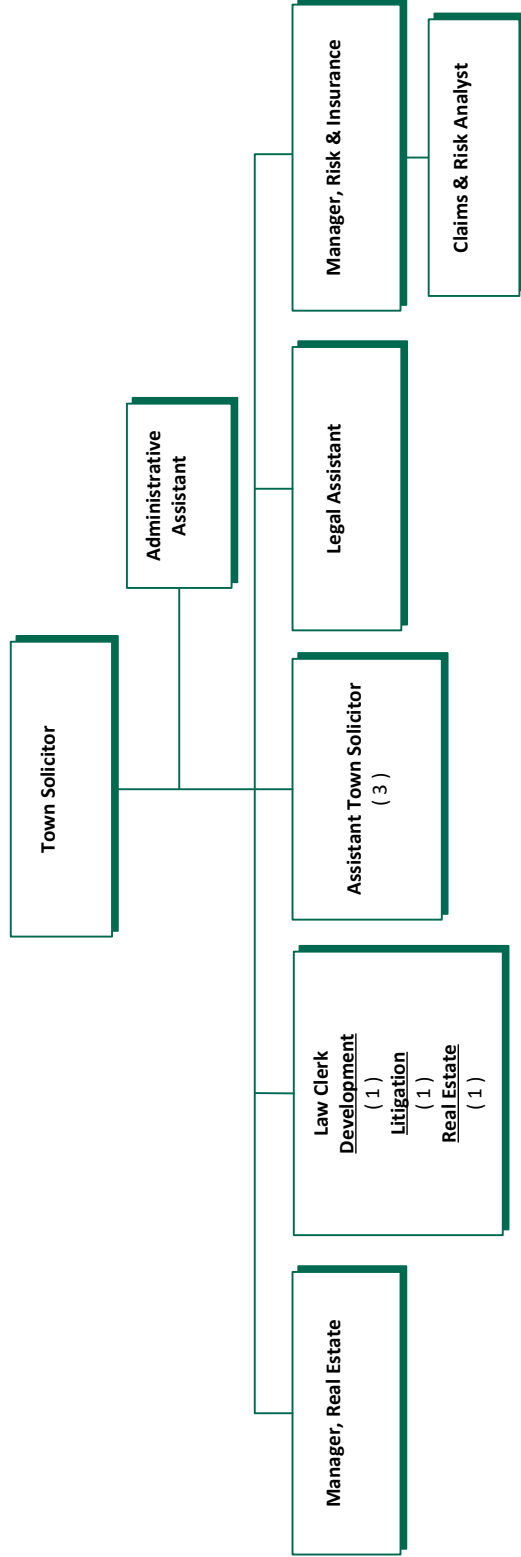 Town Solicitor
Administrative
Assistant
Manager, Real Estate
Law Clerk
Development
( 1 )
Litigation
( 1 )
Real Estate
( 1 )
Assistant Town Solicitor
( 3 )
Legal Assistant
Manager, Risk & Insurance
Claims & Risk Analyst